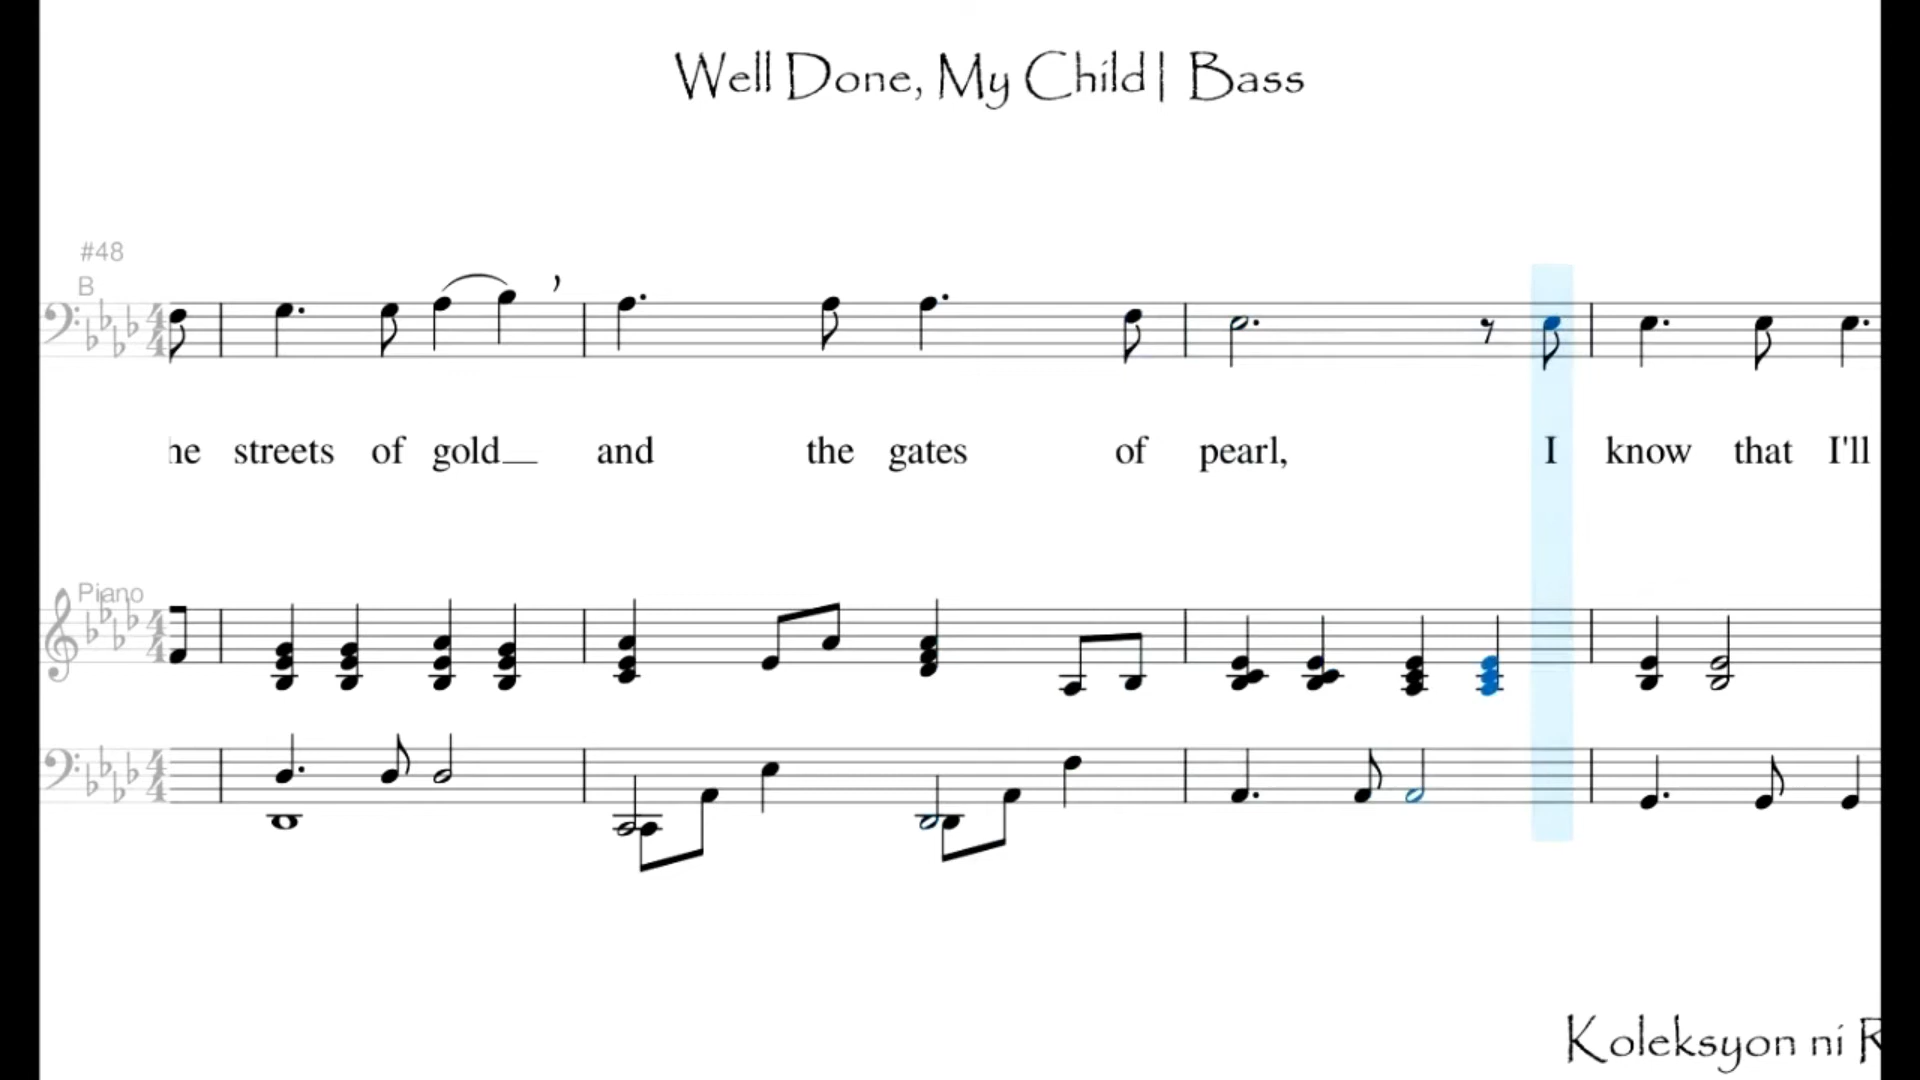 Well Done, My Child| Bass
#48
B
he streets of gold__ and the gates of pearl, I know that I'll
Piano
Koleksyon ni